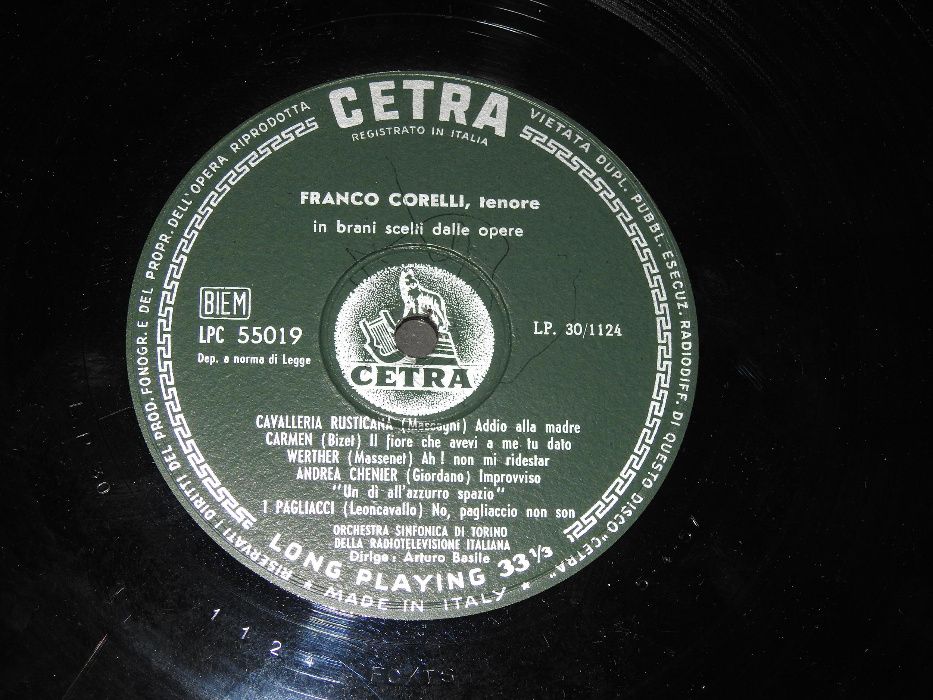 CETRA
REGISTRATO IN ITALIA
RISERVATI I DIRITTI DEL PROD. FONOGR. E DEL PROPR. DELL'OPERA RIPRODOTTA
VIETATA DUPL. PUBBL. ESECUZ. RADIODIFF. DI QUESTO DISCO "CETRA"
FRANCO CORELLI, tenore
in brani scelti dalle opere
BIEM
LPC 55019
Dep. a norma di Legge
LP. 30/1124
CETRA
CAVALLERIA RUSTICANA (Mascagni) Addio alla madre
CARMEN (Bizet) Il fiore che avevi a me tu dato
WERTHER (Massenet) Ah! non mi ridestar
ANDREA CHENIER (Giordano) Improvviso
"Un dì all'azzurro spazio"
I PAGLIACCI (Leoncavallo) No, pagliaccio non son
ORCHESTRA SINFONICA DI TORINO
DELLA RADIOTELEVISIONE ITALIANA
Dirige: Arturo Basile
LONG PLAYING 33 1/3
* MADE IN ITALY *
1124